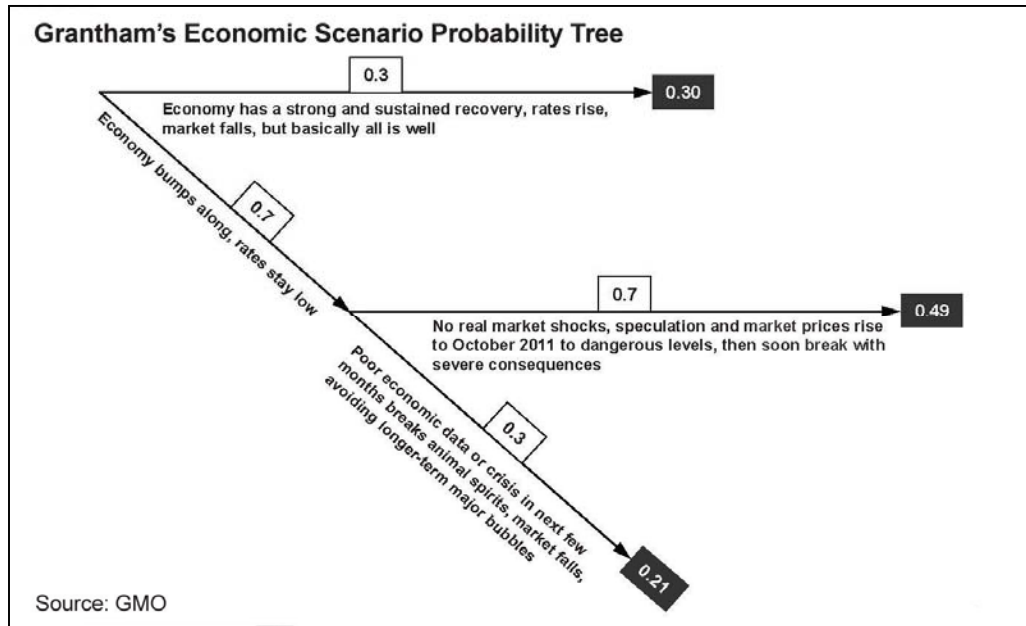 Grantham's Economic Scenario Probability Tree
0.3
0.30
Economy has a strong and sustained recovery, rates rise,
market falls, but basically all is well
Economy bumps along, rates stay low
0.7
0.7
0.49
No real market shocks, speculation and market prices rise
to October 2011 to dangerous levels, then soon break with
severe consequences
Poor economic data or crisis in next few
months breaks animal spirits, market falls,
avoiding longer-term major bubbles
0.3
0.21
Source: GMO